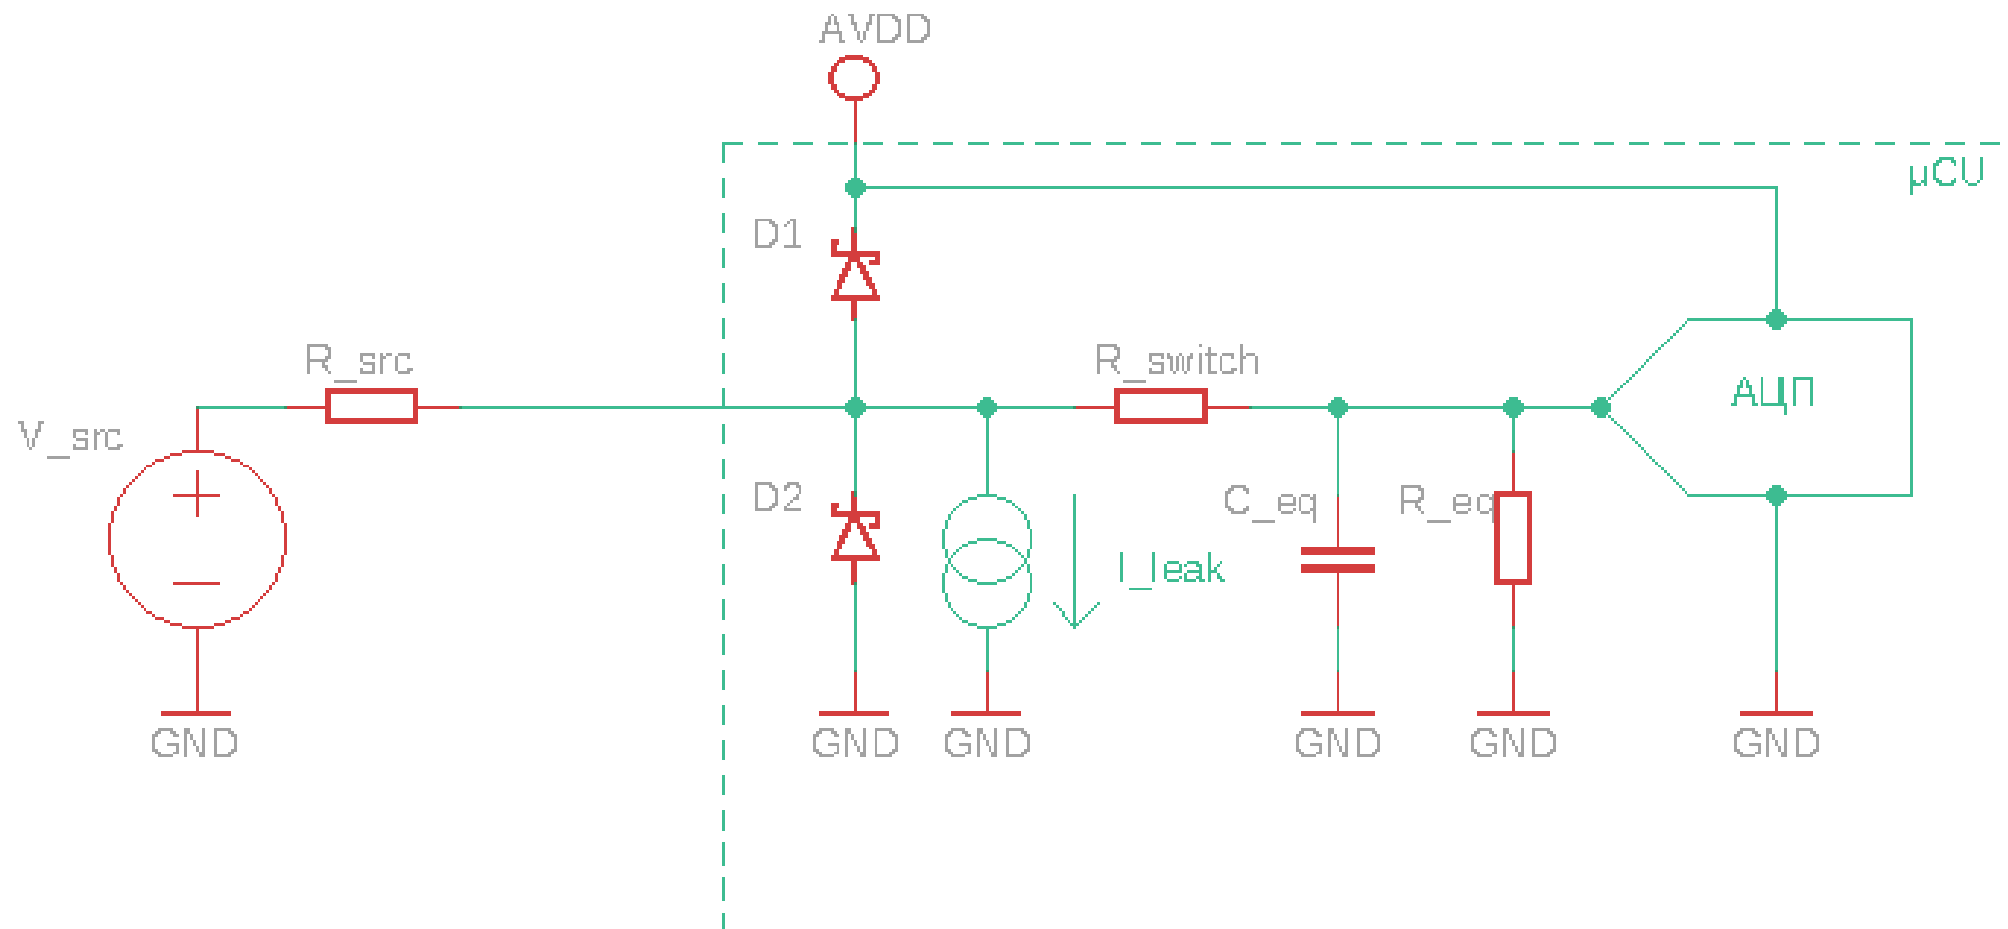 AVDD
µCU
D1
R_src
R_switch
АЦП
V_src
D2
C_eq
R_eq
I_leak
GND
GND
GND
GND
GND
GND